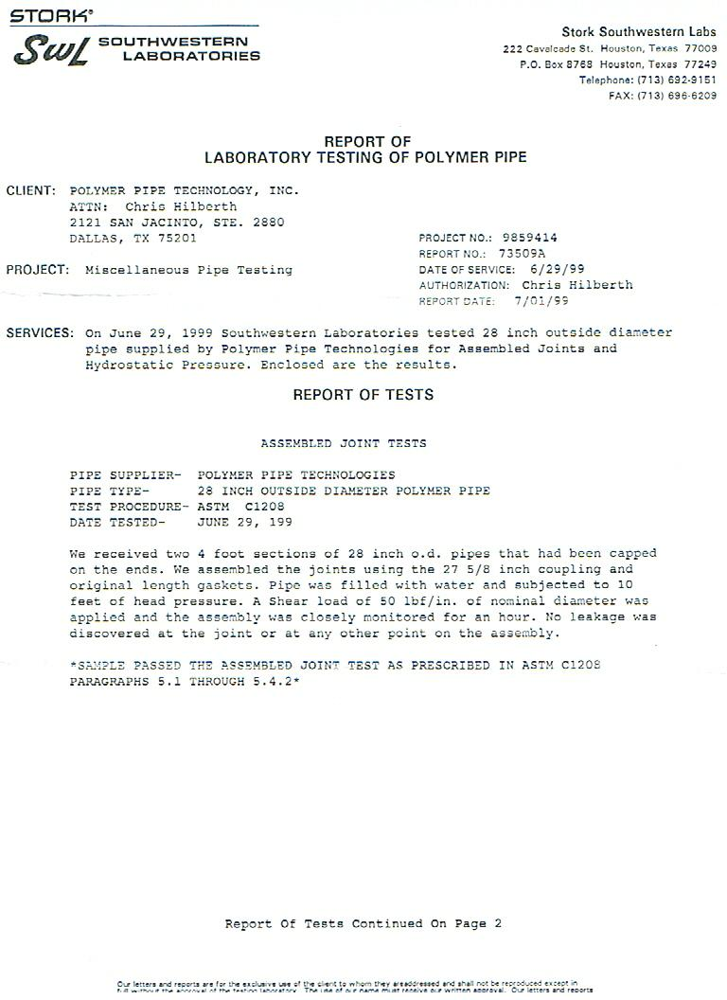 STORK®
SWL SOUTHWESTERN
LABORATORIES
Stork Southwestern Labs
222 Cavalcade St. Houston, Texas 77009
P.O. Box 8768 Houston, Texas 77249
Telephone: (713) 692-9151
FAX: (713) 696-6209
REPORT OF
LABORATORY TESTING OF POLYMER PIPE
CLIENT: POLYMER PIPE TECHNOLOGY, INC.
ATTN: Chris Hilberth
2121 SAN JACINTO, STE. 2880
DALLAS, TX 75201
PROJECT NO.: 9859414
REPORT NO.: 73509A
PROJECT: Miscellaneous Pipe Testing
DATE OF SERVICE: 6/29/99
AUTHORIZATION: Chris Hilberth
REPORT DATE: 7/01/99
SERVICES: On June 29, 1999 Southwestern Laboratories tested 28 inch outside diameter
pipe supplied by Polymer Pipe Technologies for Assembled Joints and
Hydrostatic Pressure. Enclosed are the results.
REPORT OF TESTS
ASSEMBLED JOINT TESTS
PIPE SUPPLIER- POLYMER PIPE TECHNOLOGIES
PIPE TYPE- 28 INCH OUTSIDE DIAMETER POLYMER PIPE
TEST PROCEDURE- ASTM C1208
DATE TESTED- JUNE 29, 199
We received two 4 foot sections of 28 inch o.d. pipes that had been capped
on the ends. We assembled the joints using the 27 5/8 inch coupling and
original length gaskets. Pipe was filled with water and subjected to 10
feet of head pressure. A Shear load of 50 lbf/in. of nominal diameter was
applied and the assembly was closely monitored for an hour. No leakage was
discovered at the joint or at any other point on the assembly.
*SAMPLE PASSED THE ASSEMBLED JOINT TEST AS PRESCRIBED IN ASTM C1208
PARAGRAPHS 5.1 THROUGH 5.4.2*
Report Of Tests Continued On Page 2
Our letters and reports are for the exclusive use of the client to whom they areaddressed and shall not be reproduced except in
full without the approval of the testing laboratory. The use of our name must receive our written approval. Our letters and reports